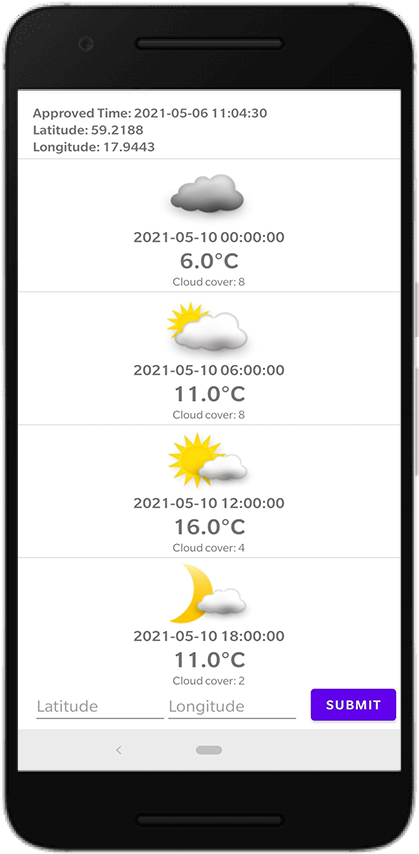 Approved Time: 2021-05-06 11:04:30
Latitude: 59.2188
Longitude: 17.9443
2021-05-10 00:00:00
6.0°C
Cloud cover: 8
2021-05-10 06:00:00
11.0°C
Cloud cover: 8
2021-05-10 12:00:00
16.0°C
Cloud cover: 4
2021-05-10 18:00:00
11.0°C
Cloud cover: 2
Latitude Longitude SUBMIT